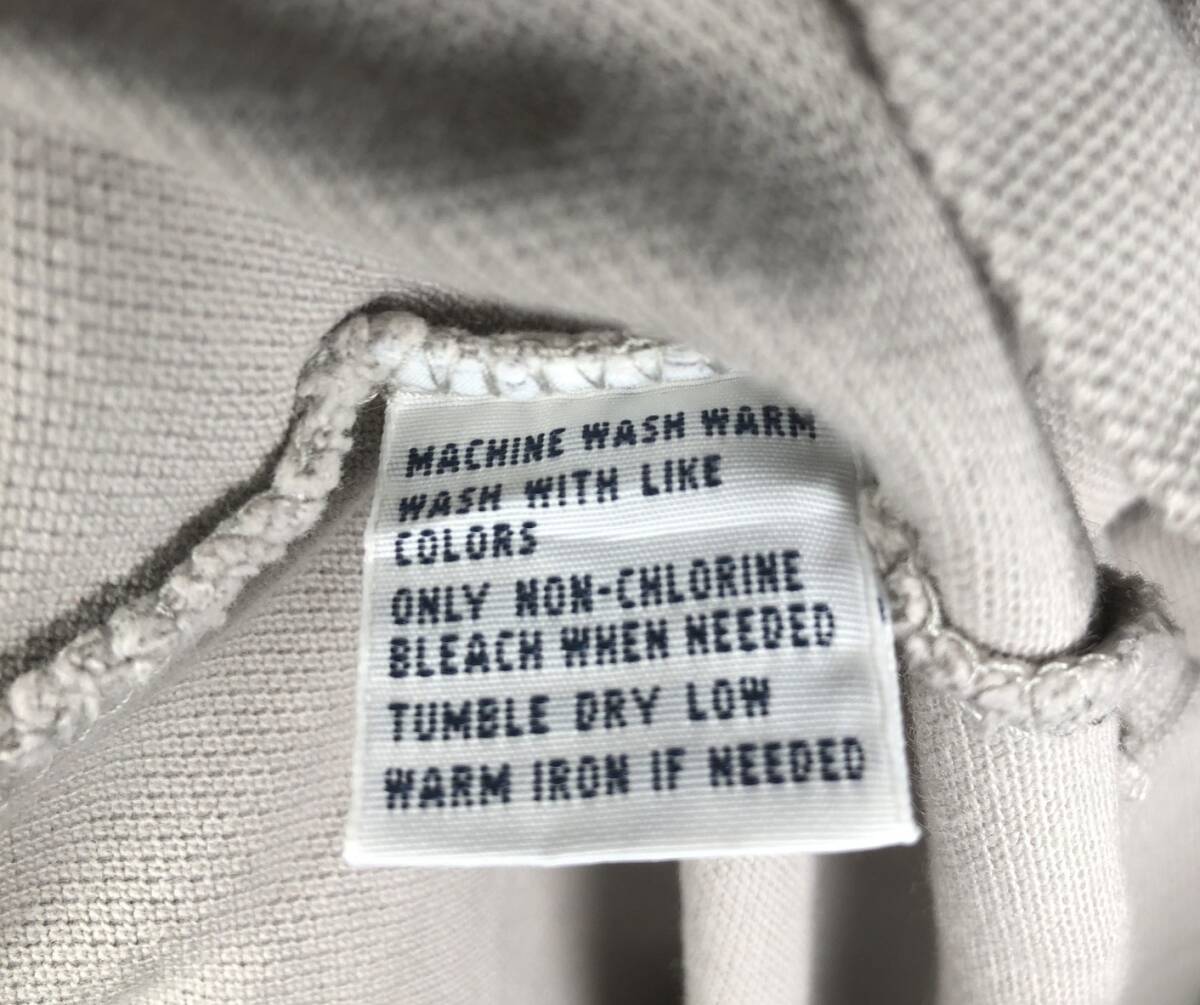 MACHINE WASH WARM
WASH WITH LIKE
COLORS
ONLY NON-CHLORINE
BLEACH WHEN NEEDED
TUMBLE DRY LOW
WARM IRON IF NEEDED